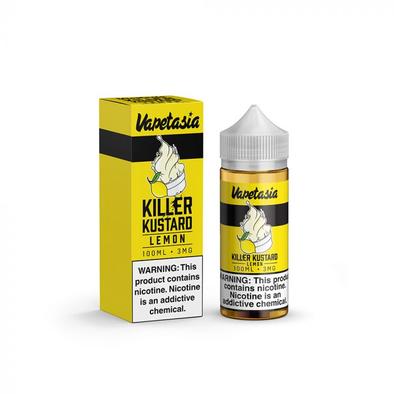 Vapetasia
KILLER
KUSTARD
LEMON
100ML • 3MG
WARNING: This
product contains
nicotine. Nicotine
is an addictive
chemical.
Vapetasia
KILLER KUSTARD
LEMON
100ML • 3MG
WARNING: This
product contains
nicotine. Nicotine
is an addictive
chemical.